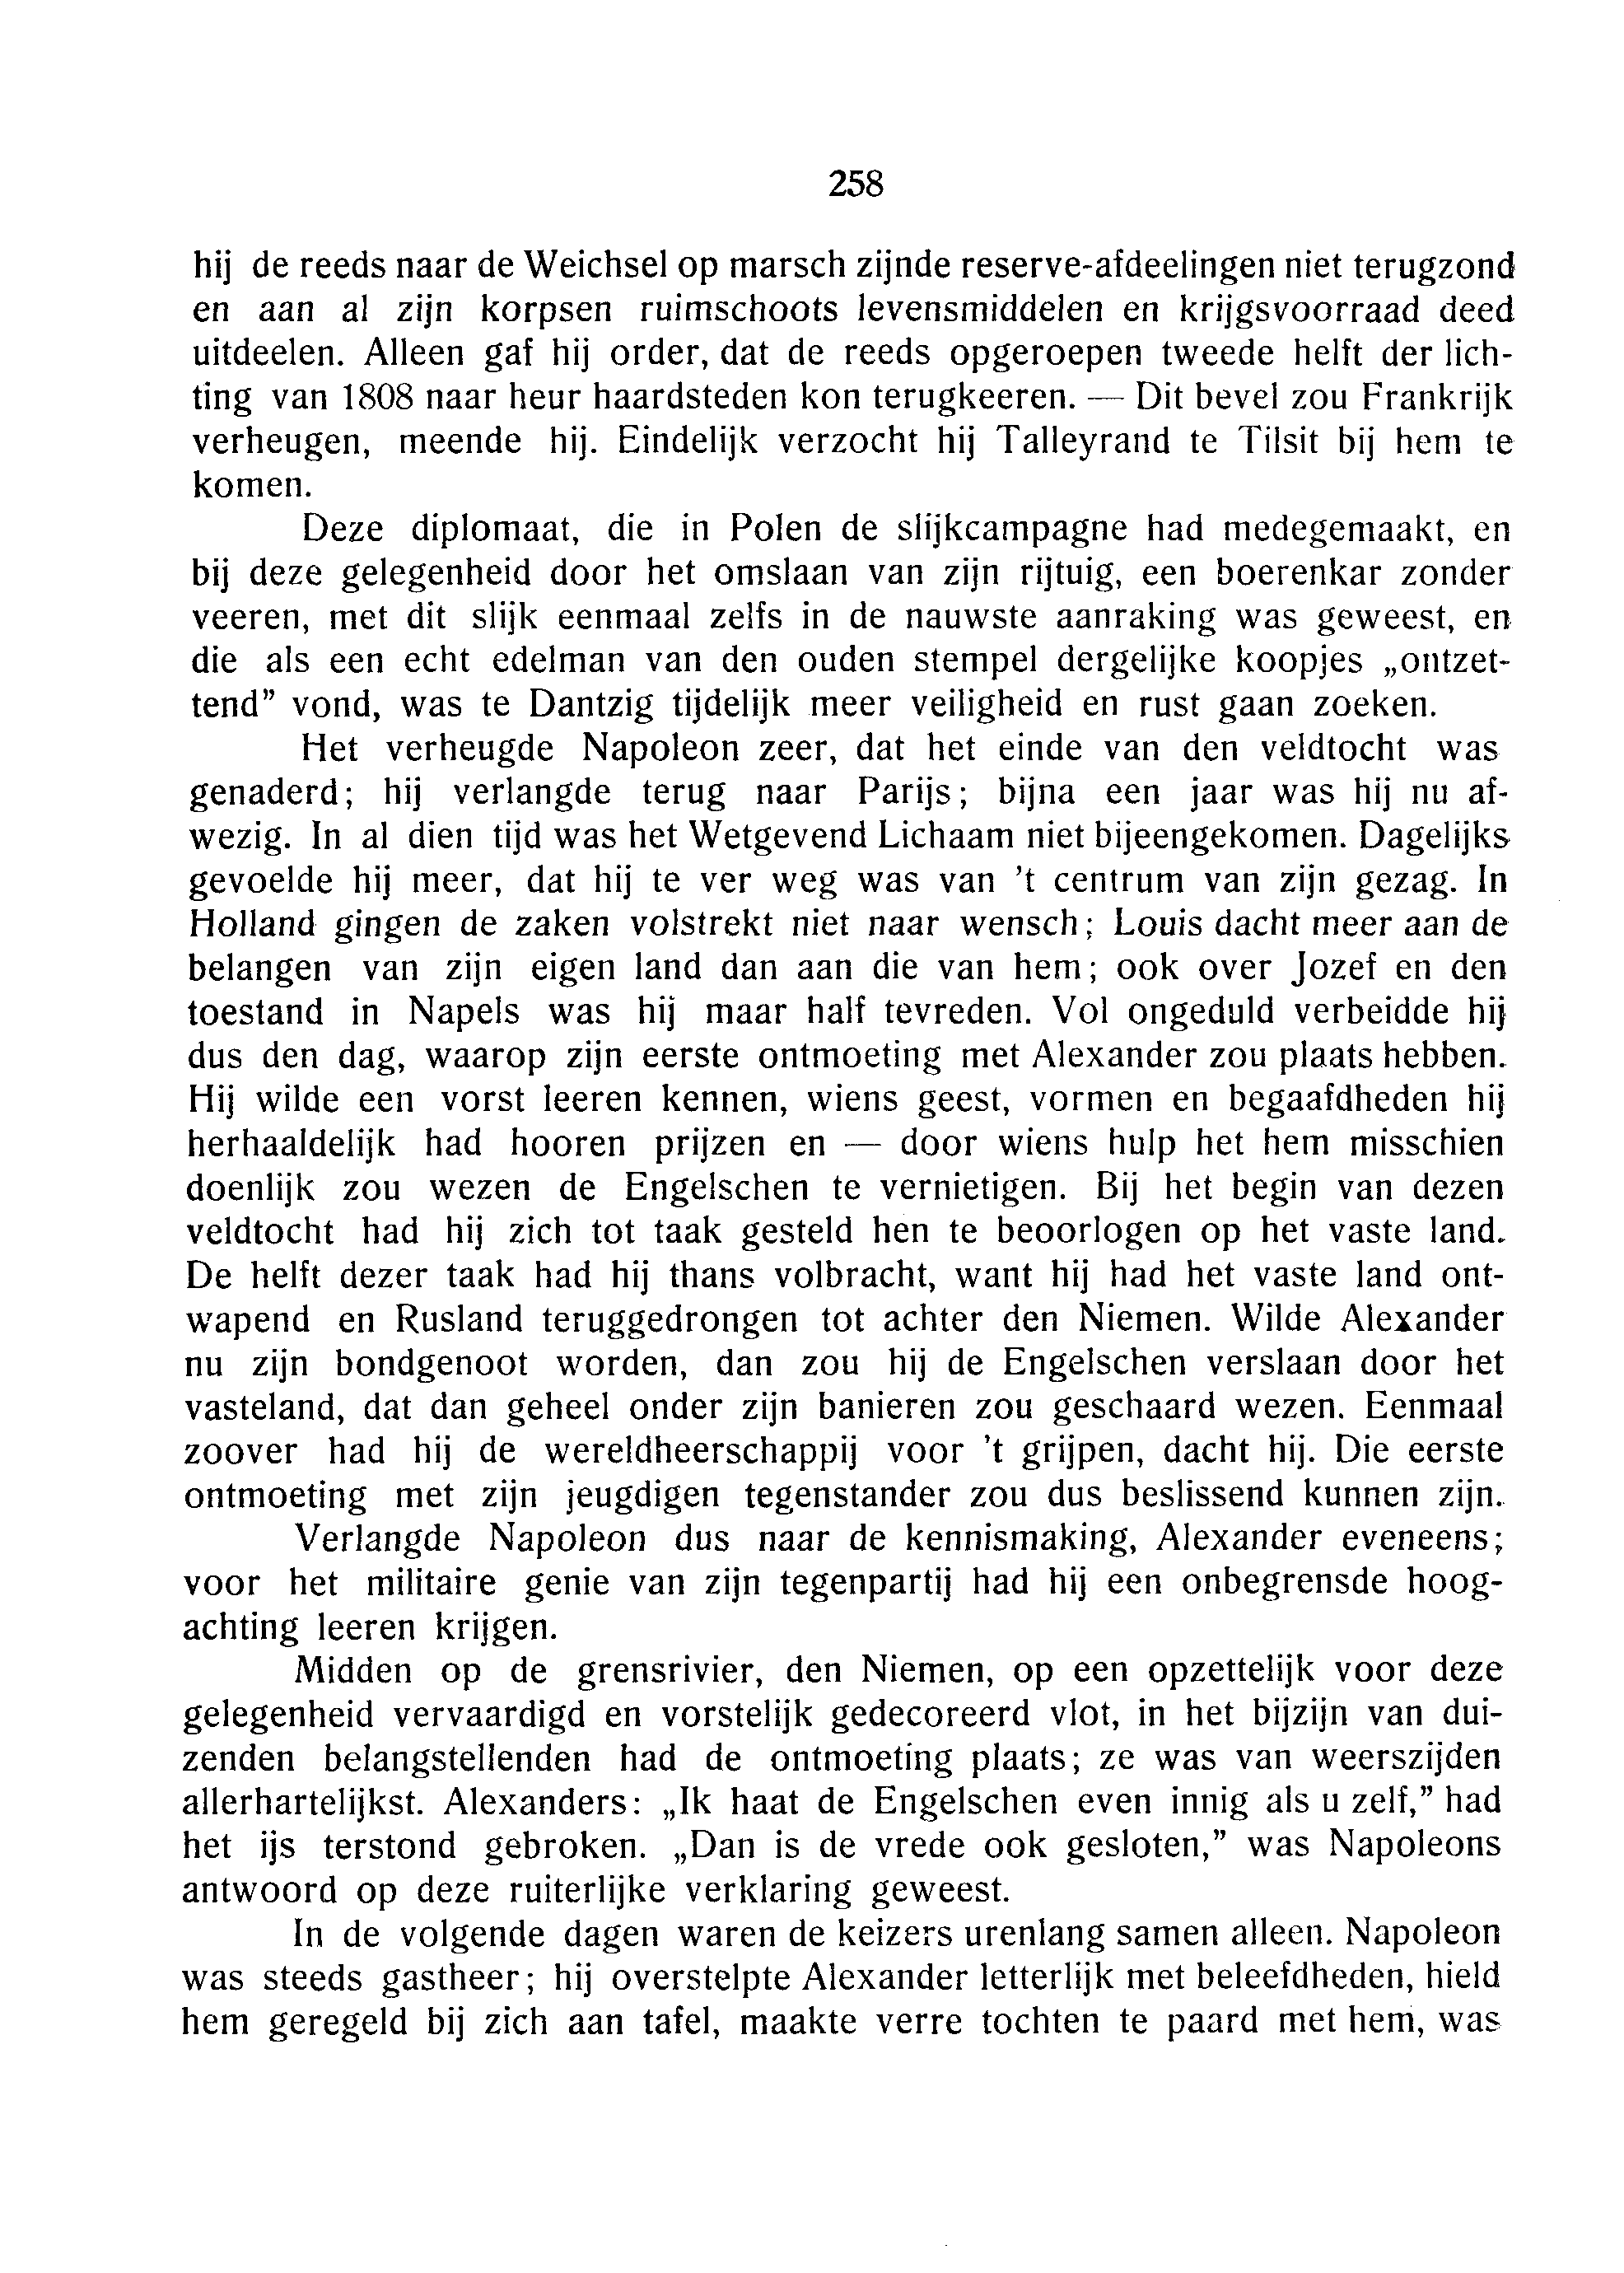 258
hij de reeds naar de Weichsel op marsch zijnde reserve-afdeelingen niet terugzond
en aan al zijn korpsen ruimschoots levensmiddelen en krijgsvoorraad deed
uitdeelen. Alleen gaf hij order, dat de reeds opgeroepen tweede helft der lich-
ting van 1808 naar heur haardsteden kon terugkeeren. — Dit bevel zou Frankrijk
verheugen, meende hij. Eindelijk verzocht hij Talleyrand te Tilsit bij hem te
komen.
Deze diplomaat, die in Polen de slijkcampagne had medegemaakt, en
bij deze gelegenheid door het omslaan van zijn rijtuig, een boerenkar zonder
veeren, met dit slijk eenmaal zelfs in de nauwste aanraking was geweest, en
die als een echt edelman van den ouden stempel dergelijke koopjes „ontzet-
tend” vond, was te Dantzig tijdelijk meer veiligheid en rust gaan zoeken.
Het verheugde Napoleon zeer, dat het einde van den veldtocht was
genaderd; hij verlangde terug naar Parijs; bijna een jaar was hij nu af-
wezig. In al dien tijd was het Wetgevend Lichaam niet bijeengekomen. Dagelijks
gevoelde hij meer, dat hij te ver weg was van ’t centrum van zijn gezag. In
Holland gingen de zaken volstrekt niet naar wensch; Louis dacht meer aan de
belangen van zijn eigen land dan aan die van hem; ook over Jozef en den
toestand in Napels was hij maar half tevreden. Vol ongeduld verbeidde hij
dus den dag, waarop zijn eerste ontmoeting met Alexander zou plaats hebben.
Hij wilde een vorst leeren kennen, wiens geest, vormen en begaafdheden hij
herhaaldelijk had hooren prijzen en — door wiens hulp het hem misschien
doenlijk zou wezen de Engelschen te vernietigen. Bij het begin van dezen
veldtocht had hij zich tot taak gesteld hen te beoorlogen op het vaste land.
De helft dezer taak had hij thans volbracht, want hij had het vaste land ont-
wapend en Rusland teruggedrongen tot achter den Niemen. Wilde Alexander
nu zijn bondgenoot worden, dan zou hij de Engelschen verslaan door het
vasteland, dat dan geheel onder zijn banieren zou geschaard wezen. Eenmaal
zoover had hij de wereldheerschappij voor ’t grijpen, dacht hij. Die eerste
ontmoeting met zijn jeugdigen tegenstander zou dus beslissend kunnen zijn.
Verlangde Napoleon dus naar de kennismaking, Alexander eveneens;
voor het militaire genie van zijn tegenpartij had hij een onbegrensde hoog-
achting leeren krijgen.
Midden op de grensrivier, den Niemen, op een opzettelijk voor deze
gelegenheid vervaardigd en vorstelijk gedecoreerd vlot, in het bijzijn van dui-
zenden belangstellenden had de ontmoeting plaats; ze was van weerszijden
allerhartelijkst. Alexanders: „Ik haat de Engelschen even innig als u zelf,” had
het ijs terstond gebroken. „Dan is de vrede ook gesloten,” was Napoleons
antwoord op deze ruiterlijke verklaring geweest.
In de volgende dagen waren de keizers urenlang samen alleen. Napoleon
was steeds gastheer; hij overstelpte Alexander letterlijk met beleefdheden, hield
hem geregeld bij zich aan tafel, maakte verre tochten te paard met hem, was